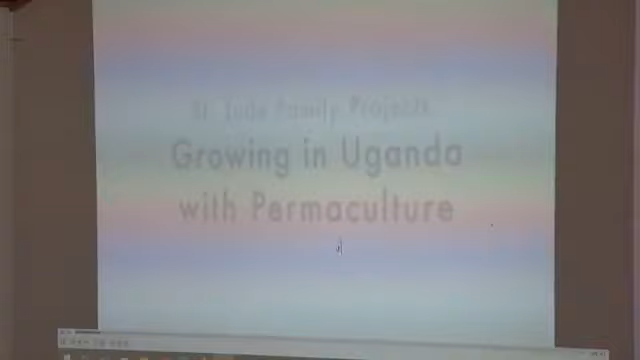 St. Jude Family Projects
Growing in Uganda
with Permaculture